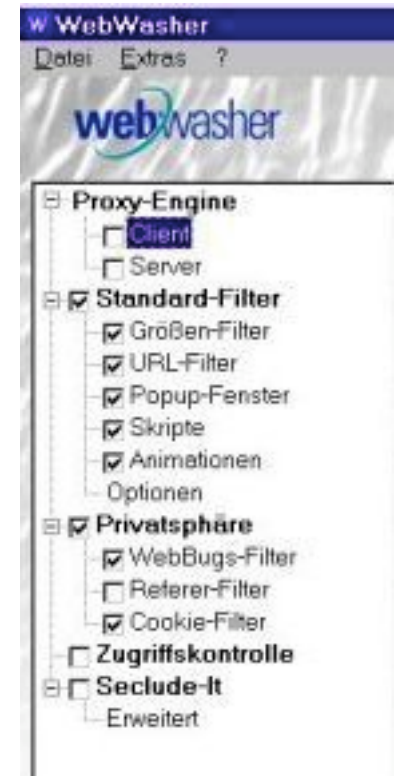 W WebWasher
Datei Extras ?
webwasher
Proxy-Engine
Client
Server
Standard-Filter
Größen-Filter
URL-Filter
Popup-Fenster
Skripte
Animationen
Optionen
Privatsphäre
WebBugs-Filter
Referer-Filter
Cookie-Filter
Zugriffskontrolle
Seclude-It
Erweitert